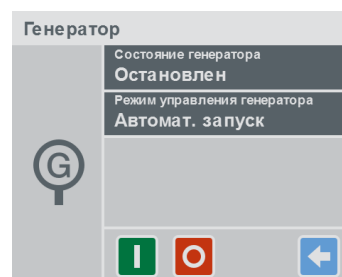 Генератор
Состояние генератора
Остановлен
Режим управления генератора
Автомат. запуск
G